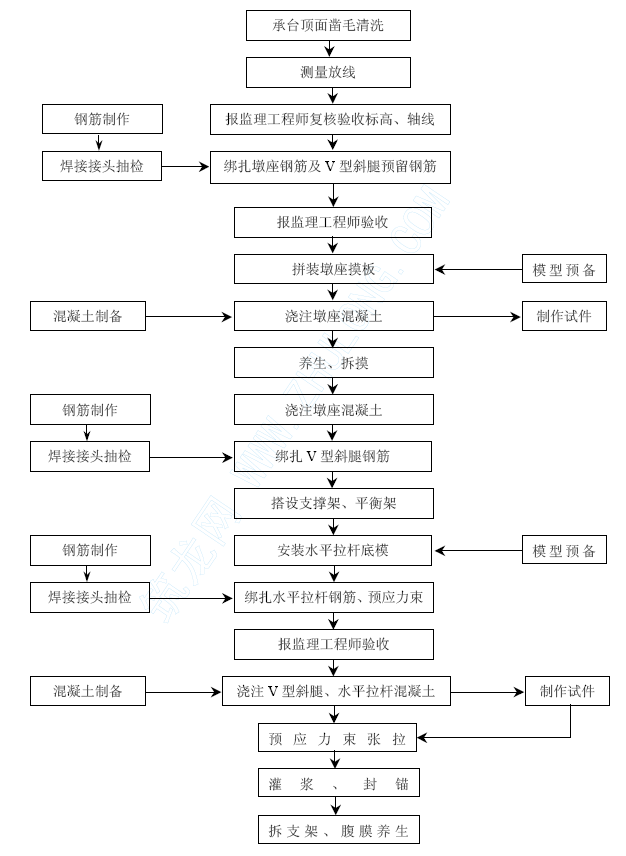 承台顶面凿毛清洗
测量放线
钢筋制作
报监理工程师复核验收标高、轴线
焊接接头抽检
绑扎墩座钢筋及V型斜腿预留钢筋
报监理工程师验收
拼装墩座摸板
模型预备
混凝土制备
浇注墩座混凝土
制作试件
养生、拆摸
钢筋制作
浇注墩座混凝土
焊接接头抽检
绑扎V型斜腿钢筋
搭设支撑架、平衡架
钢筋制作
安装水平拉杆底模
模型预备
焊接接头抽检
绑扎水平拉杆钢筋、预应力束
报监理工程师验收
混凝土制备
浇注V型斜腿、水平拉杆混凝土
制作试件
预应力束张拉
灌浆、封锚
拆支架、腹膜养生
筑龙网 WWW.ZHULONG.COM